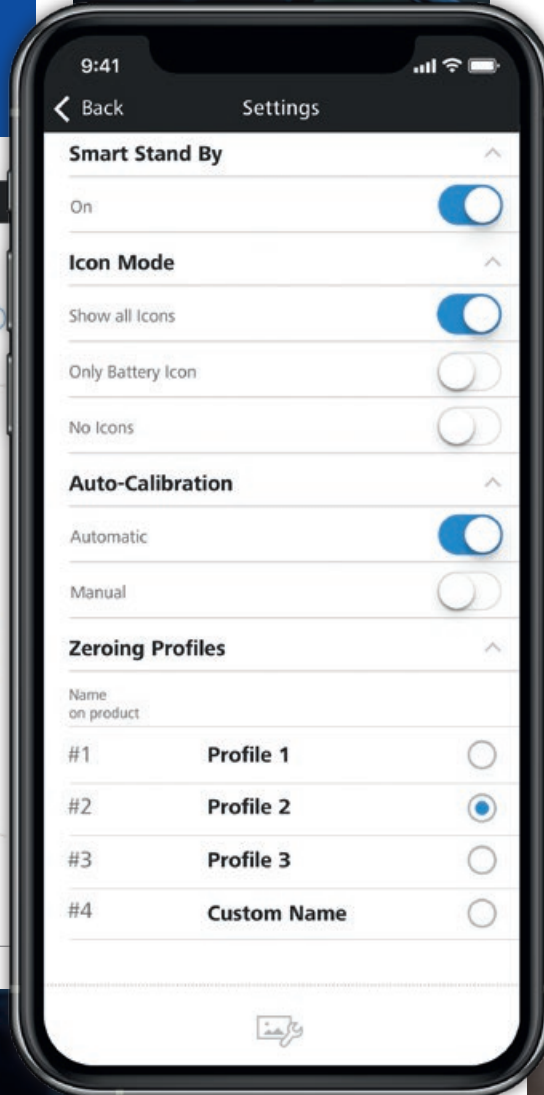 9:41
Back Settings
Smart Stand By
On
Icon Mode
Show all Icons
Only Battery Icon
No Icons
Auto-Calibration
Automatic
Manual
Zeroing Profiles
Name
on product
#1 Profile 1
#2 Profile 2
#3 Profile 3
#4 Custom Name